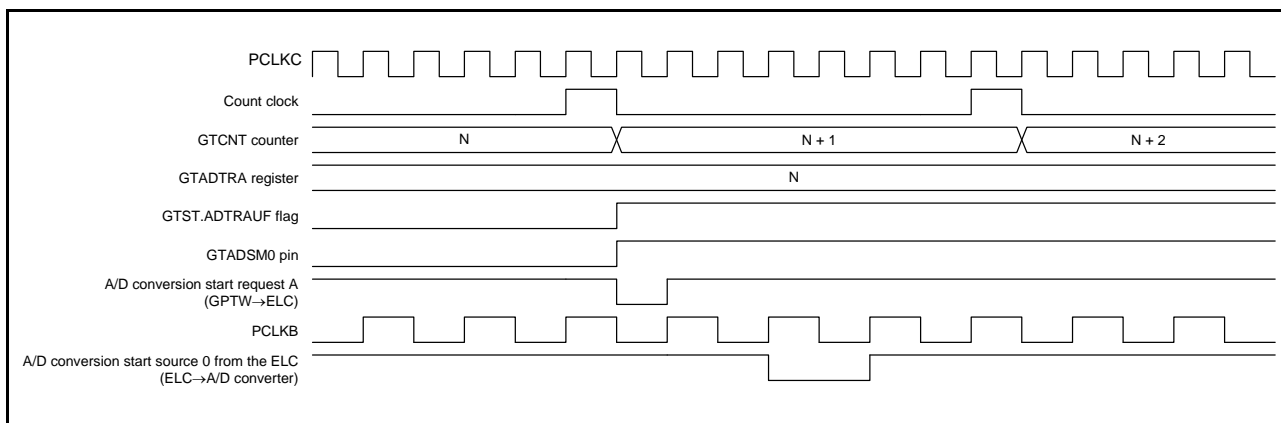 PCLKC
Count clock
GTCNT counter
N
N + 1
N + 2
GTADTRA register
N
GTST.ADTRAUF flag
GTADSM0 pin
A/D conversion start request A
(GPTW→ELC)
PCLKB
A/D conversion start source 0 from the ELC
(ELC→A/D converter)